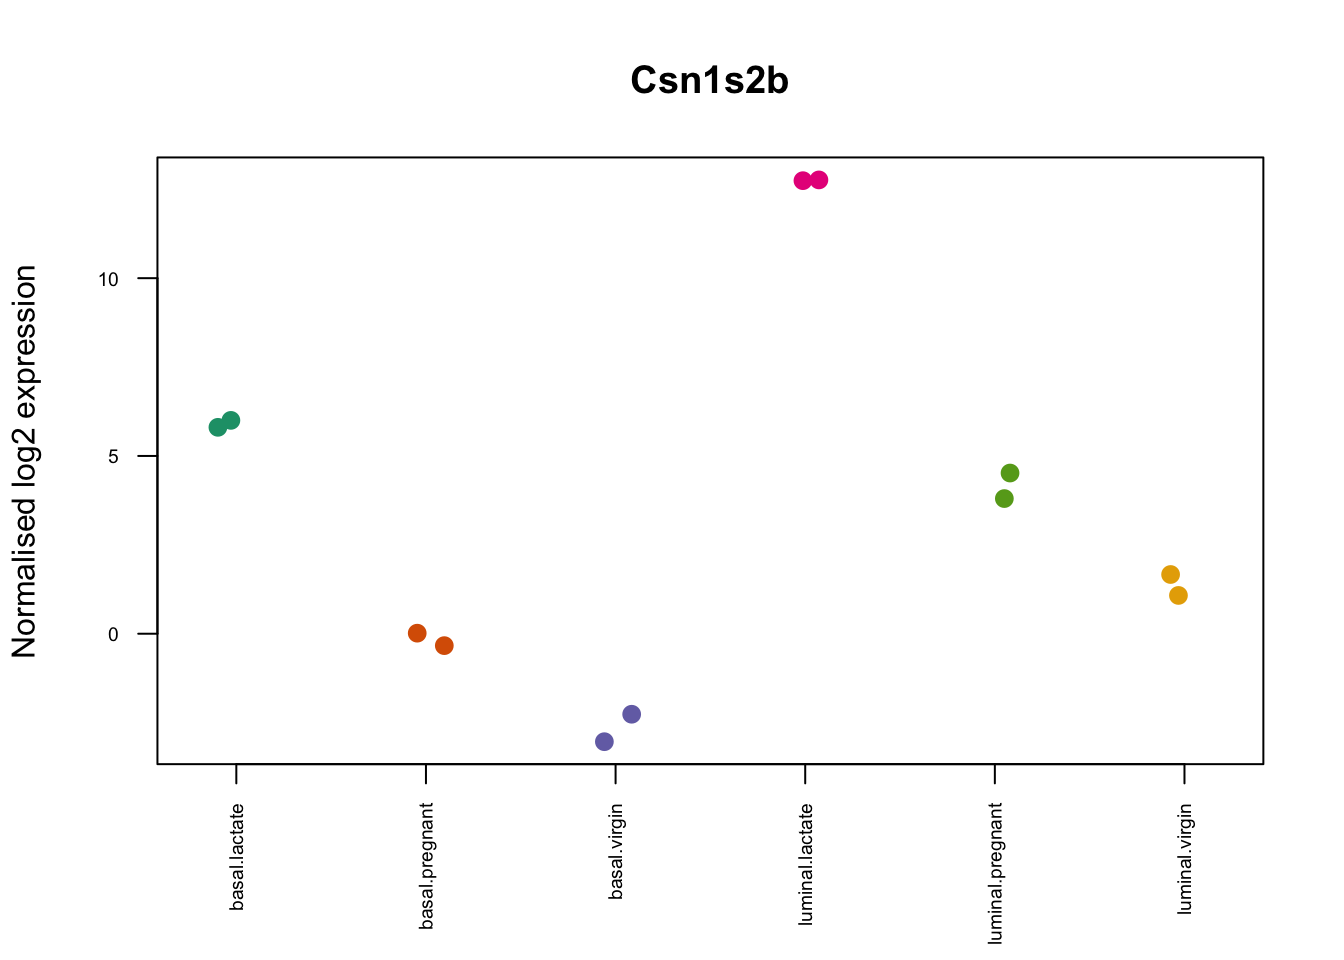 Csn1s2b
Normalised log2 expression
10
5
0
basal.lactate
basal.pregnant
basal.virgin
luminal.lactate
luminal.pregnant
luminal.virgin